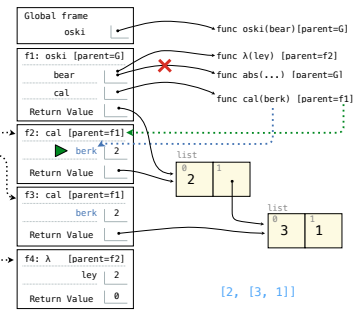 Global frame
oski
func oski(bear)[parent=G]
f1: oski [parent=G]
func λ(ley) [parent=f2]
bear
func abs(...) [parent=G]
cal
func cal(berk) [parent=f1]
Return Value
f2: cal [parent=f1]
berk 2
Return Value
list
0 1
2
f3: cal [parent=f1]
berk 2
Return Value
list
0 1
3 1
f4: λ [parent=f2]
ley 2
Return Value 0
[2, [3, 1]]